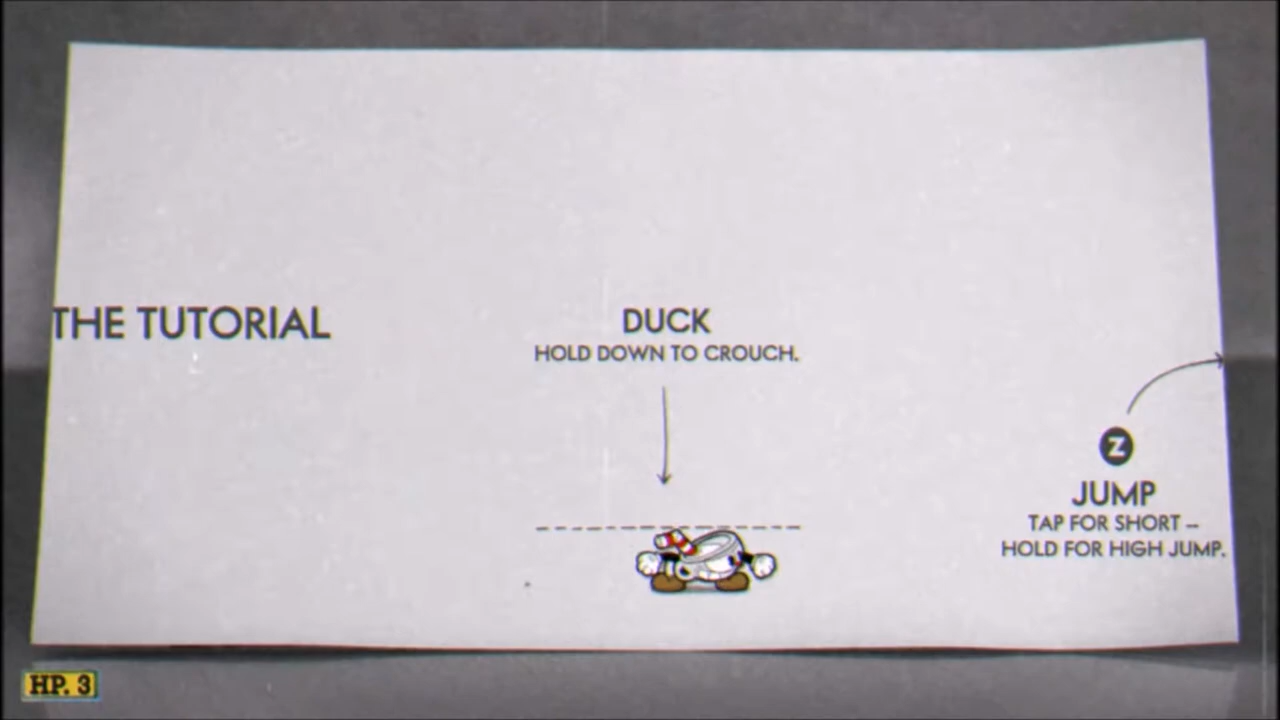 THE TUTORIAL
DUCK
HOLD DOWN TO CROUCH.
Z
JUMP
TAP FOR SHORT –
HOLD FOR HIGH JUMP.
HP. 3